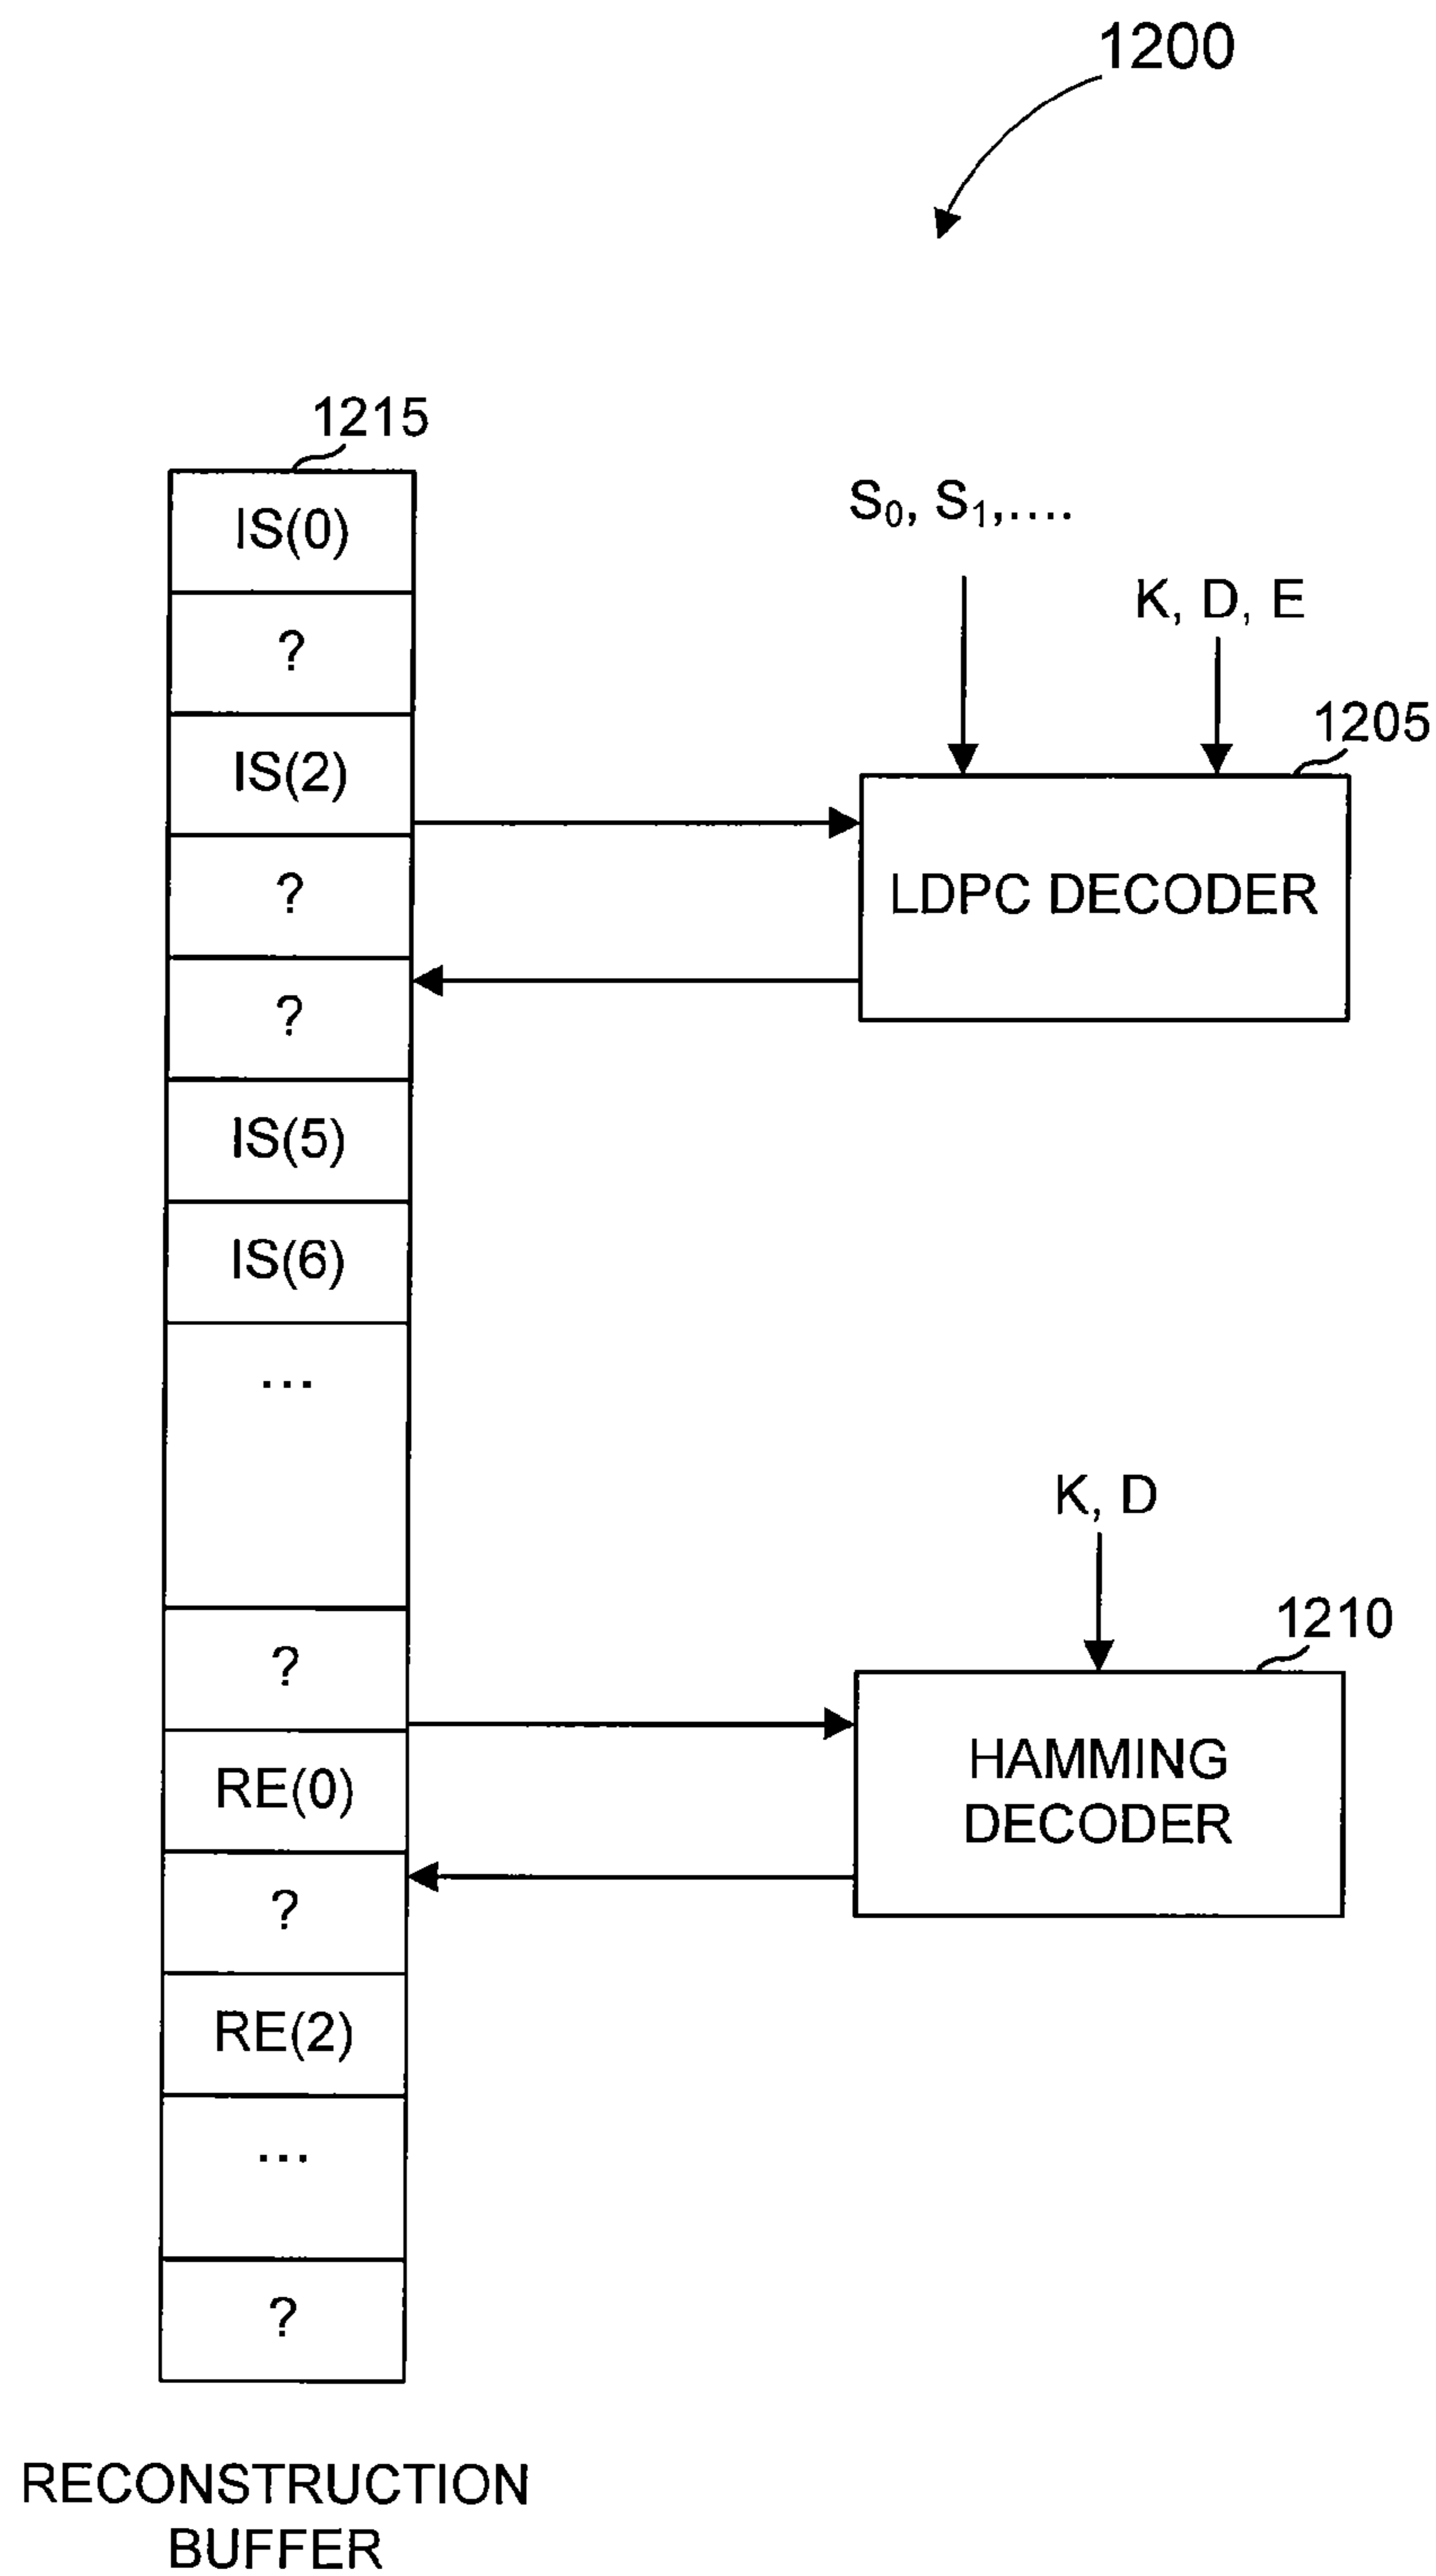 1200
1215
IS(0)
?
IS(2)
?
?
IS(5)
IS(6)
...
?
RE(0)
?
RE(2)
...
?
RECONSTRUCTION
BUFFER
S₀, S₁,....
K, D, E
1205
LDPC DECODER
K, D
1210
HAMMING
DECODER